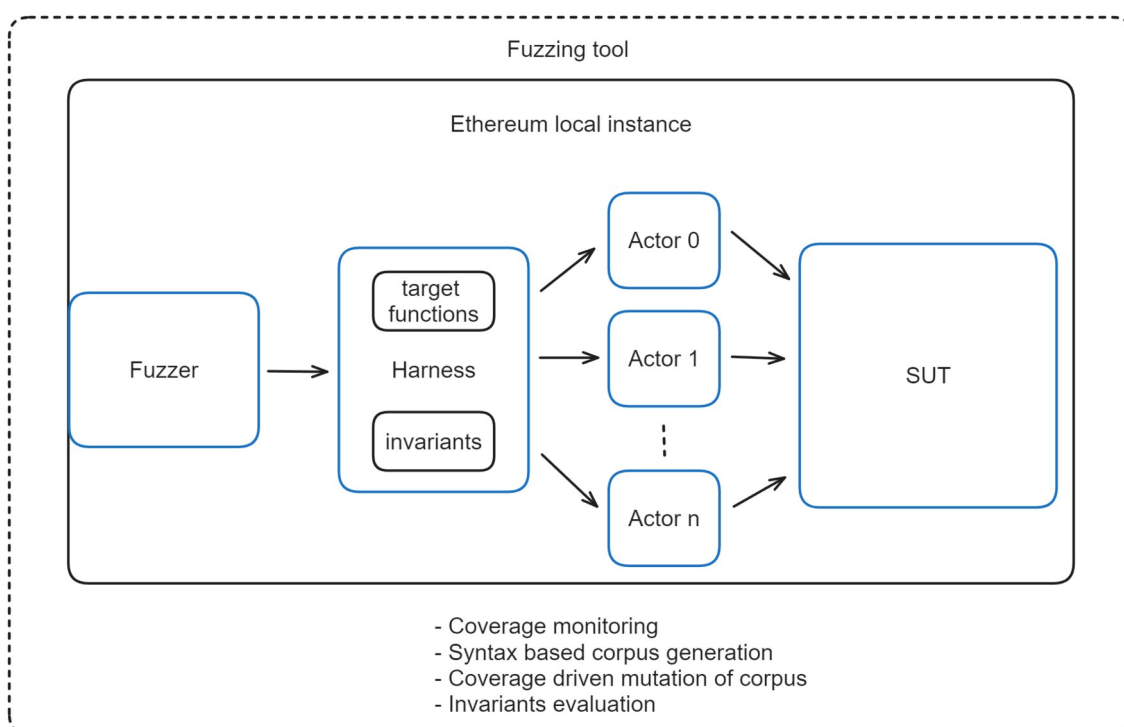 Fuzzing tool
Ethereum local instance
Fuzzer
target
functions
Harness
invariants
Actor 0
Actor 1
Actor n
SUT
- Coverage monitoring
- Syntax based corpus generation
- Coverage driven mutation of corpus
- Invariants evaluation